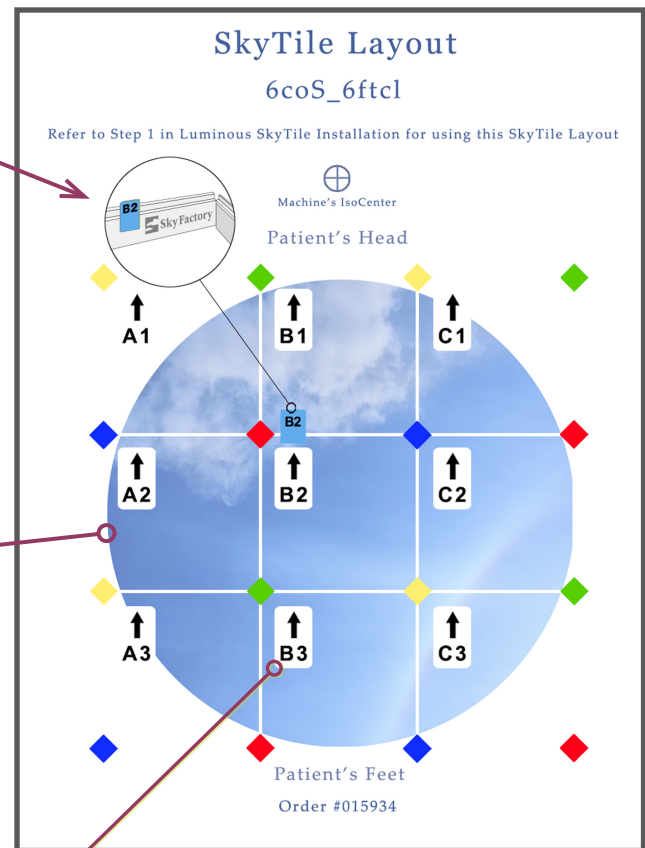 SkyTile Layout
6coS_6ftcl
Refer to Step 1 in Luminous SkyTile Installation for using this SkyTile Layout
B2
SkyFactory
Machine's IsoCenter
Patient's Head
A1
B1
C1
B2
A2
B2
C2
A3
B3
C3
Patient's Feet
Order #015934